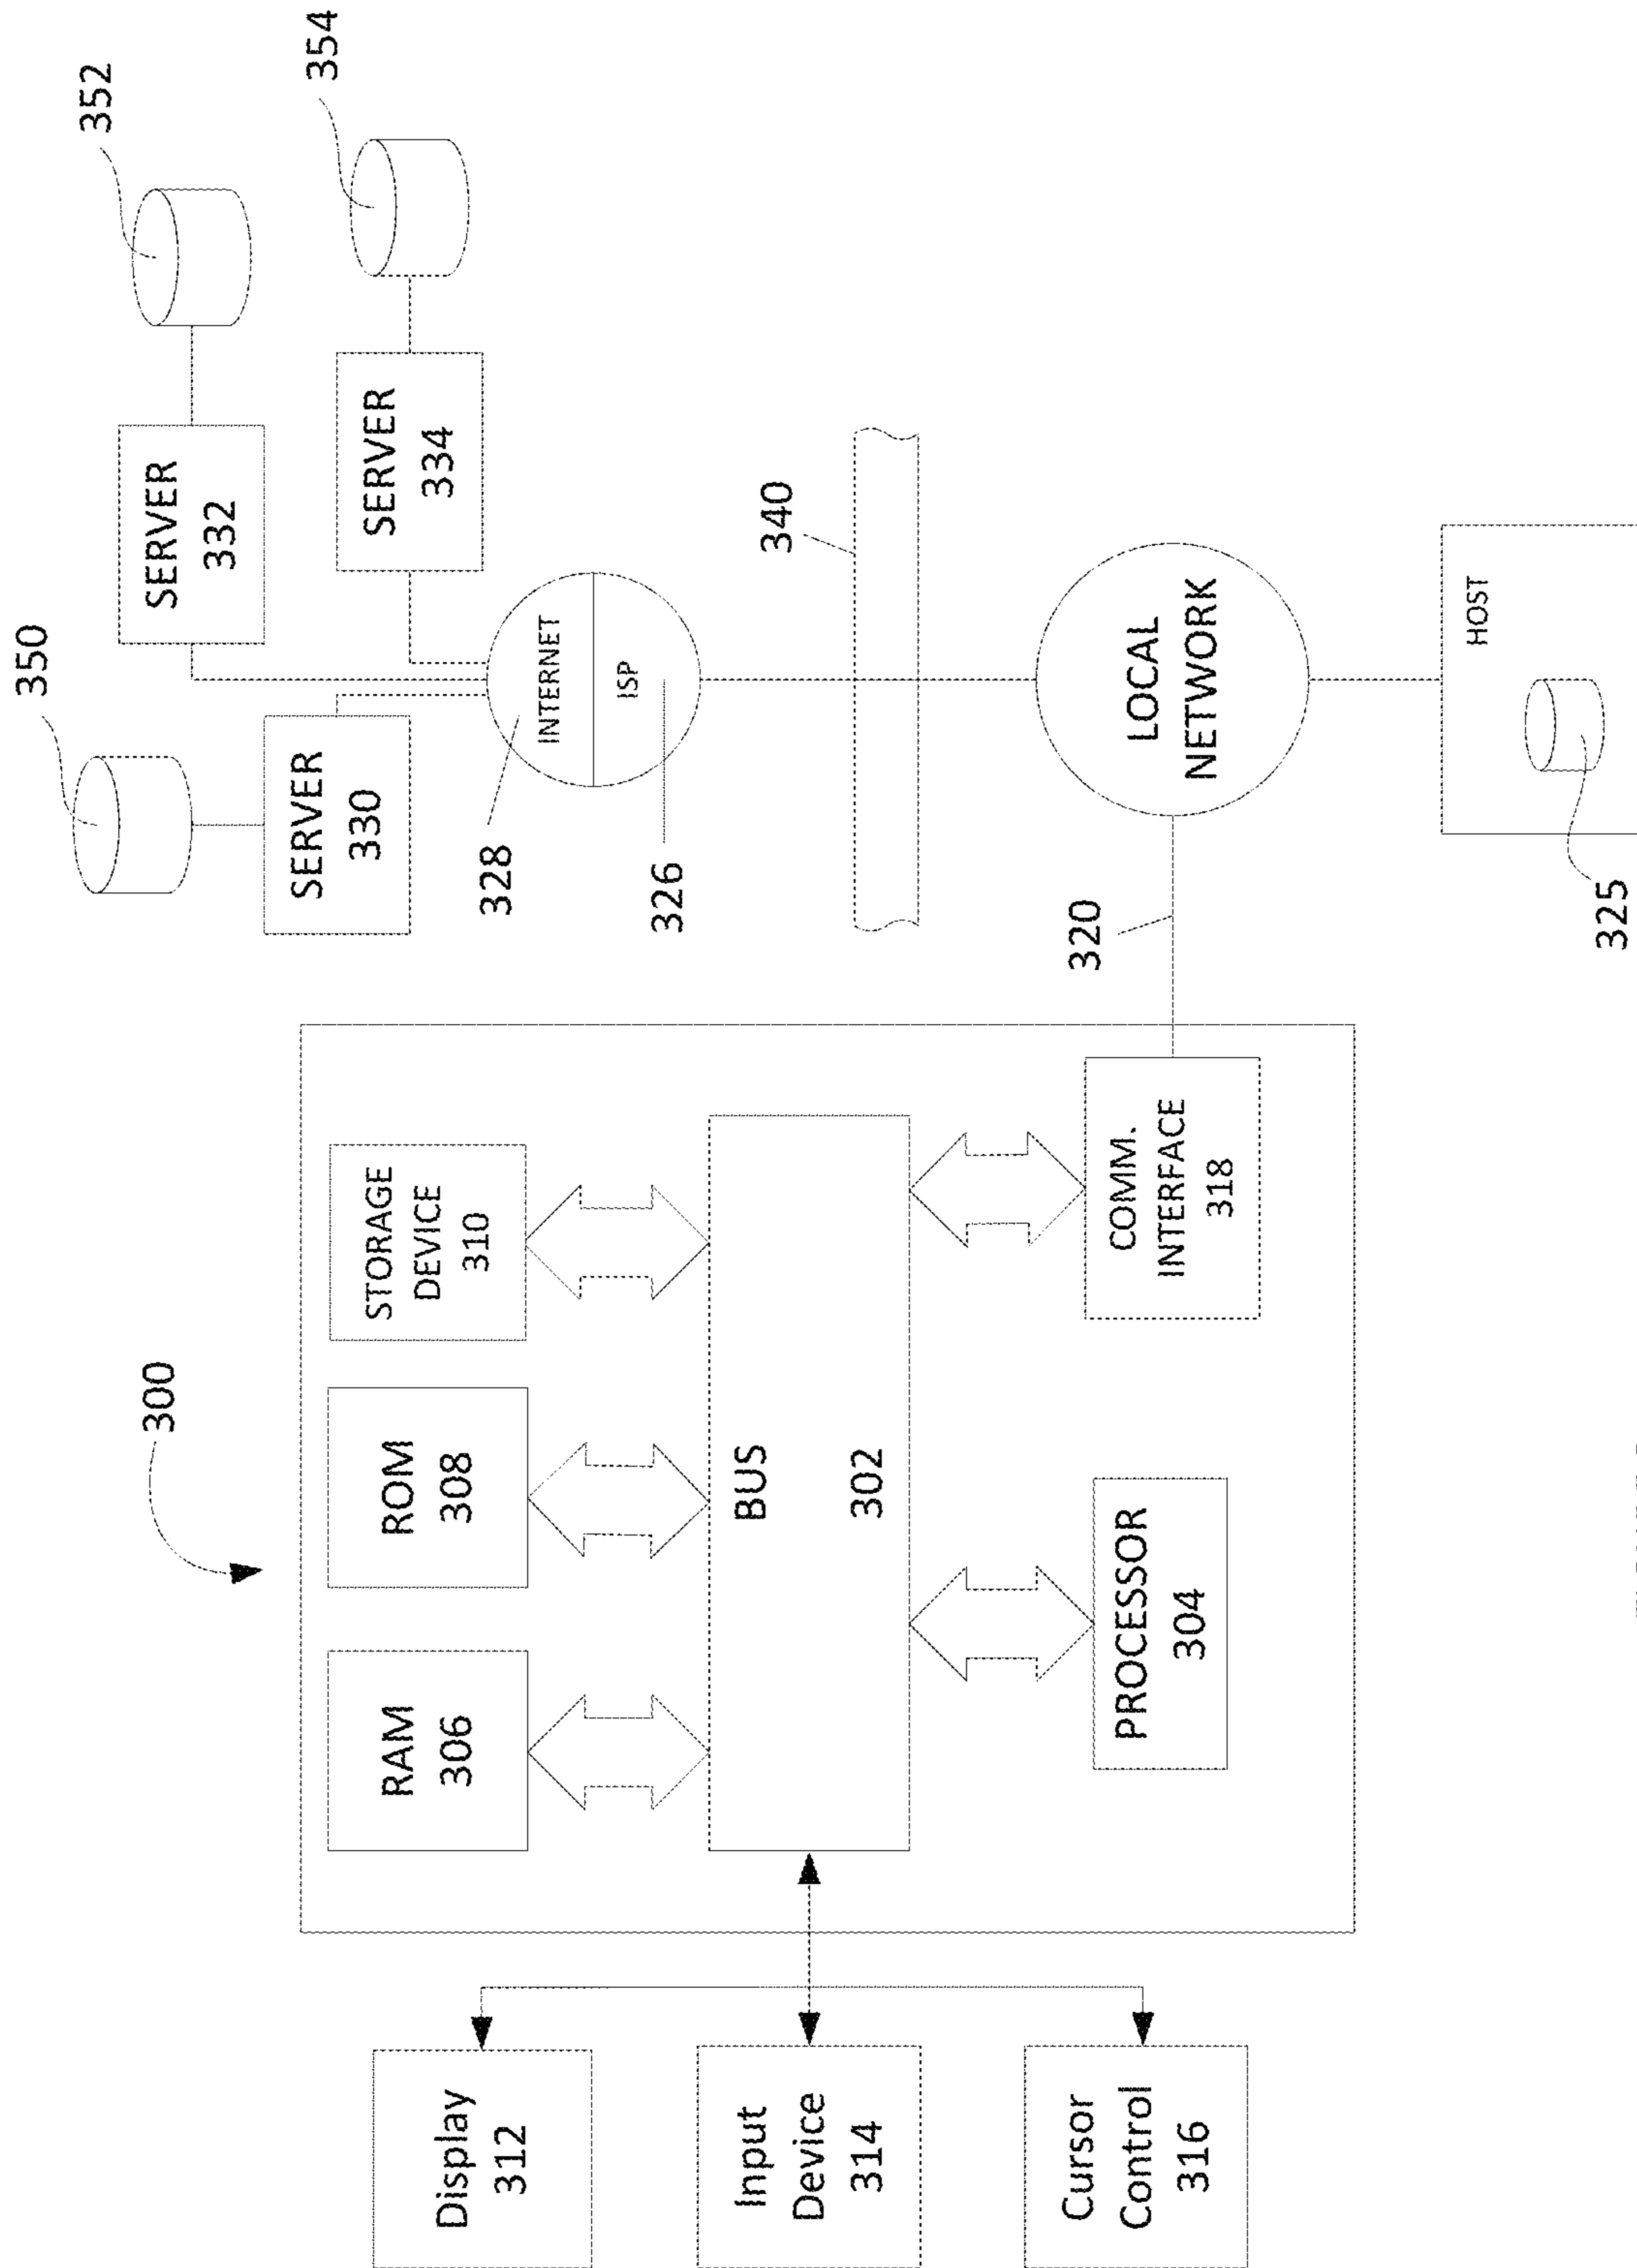 300
Display
312
Input
Device
314
Cursor
Control
316
RAM
306
ROM
308
STORAGE
DEVICE
310
BUS
302
PROCESSOR
304
COMM.
INTERFACE
318
320
350
352
354
SERVER
330
SERVER
332
SERVER
334
328
INTERNET
ISP
326
340
LOCAL
NETWORK
HOST
325